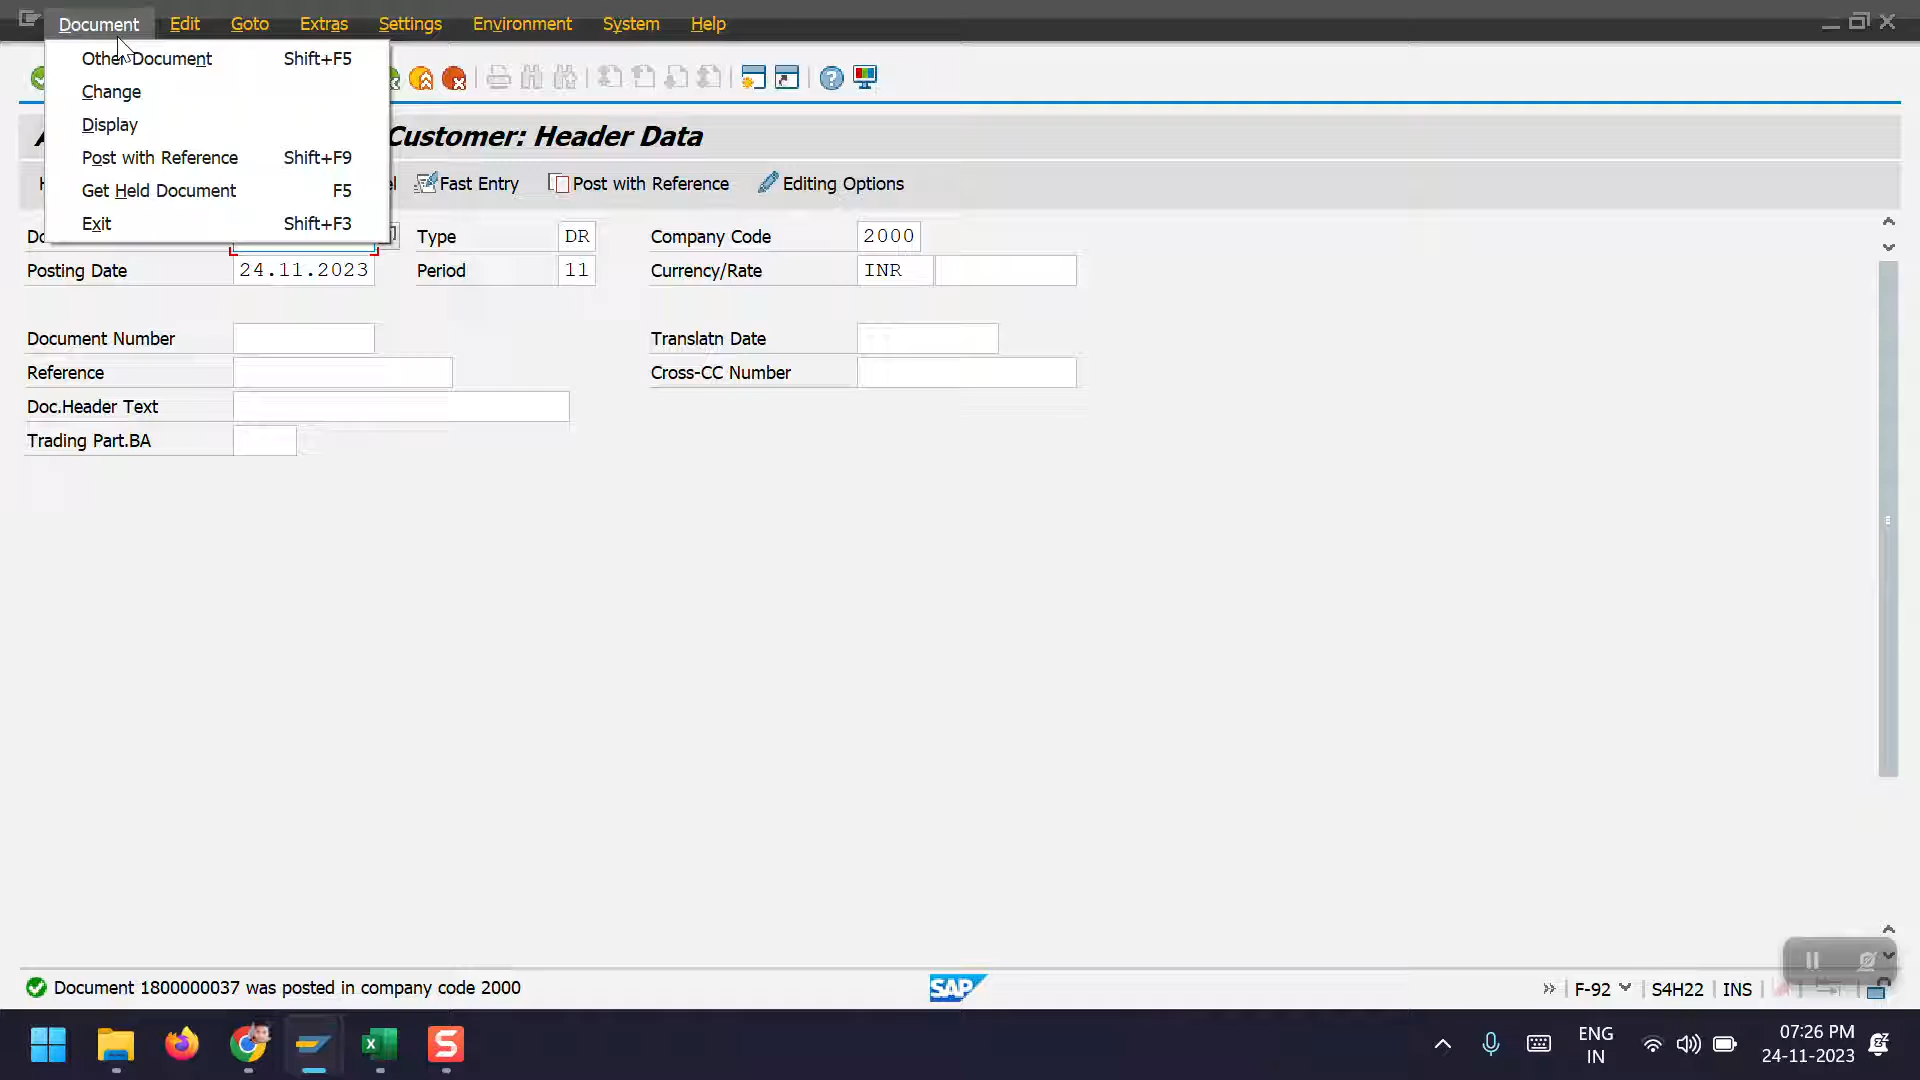 Document Edit Goto Extras Settings Environment System Help
Other Document Shift+F5
Change
Display
Post with Reference Shift+F9
Get Held Document F5
Exit Shift+F3
Customer: Header Data
Fast Entry Post with Reference Editing Options
Type DR Company Code 2000
Posting Date 24.11.2023 Period 11 Currency/Rate INR
Document Number Translatn Date
Reference Cross-CC Number
Doc.Header Text
Trading Part.BA
Document 1800000037 was posted in company code 2000 SAP F-92 S4H22 INS
ENG 07:26 PM
IN 24-11-2023